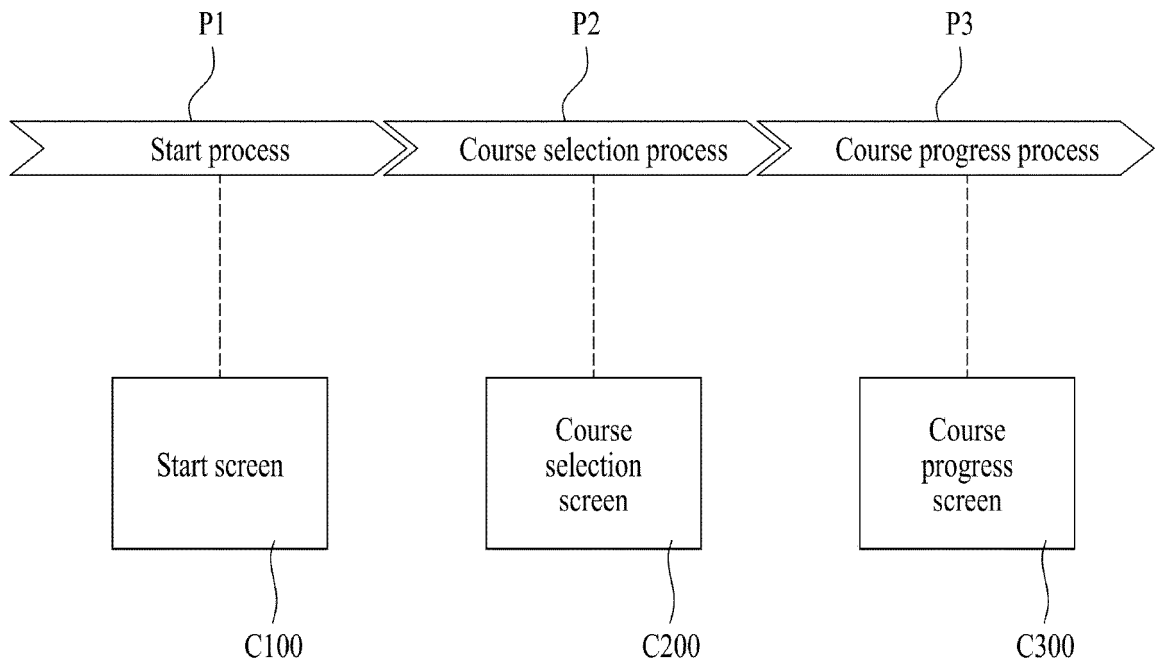 P1
P2
P3
Start process
Course selection process
Course progress process
Start screen
Course
selection
screen
Course
progress
screen
C100
C200
C300